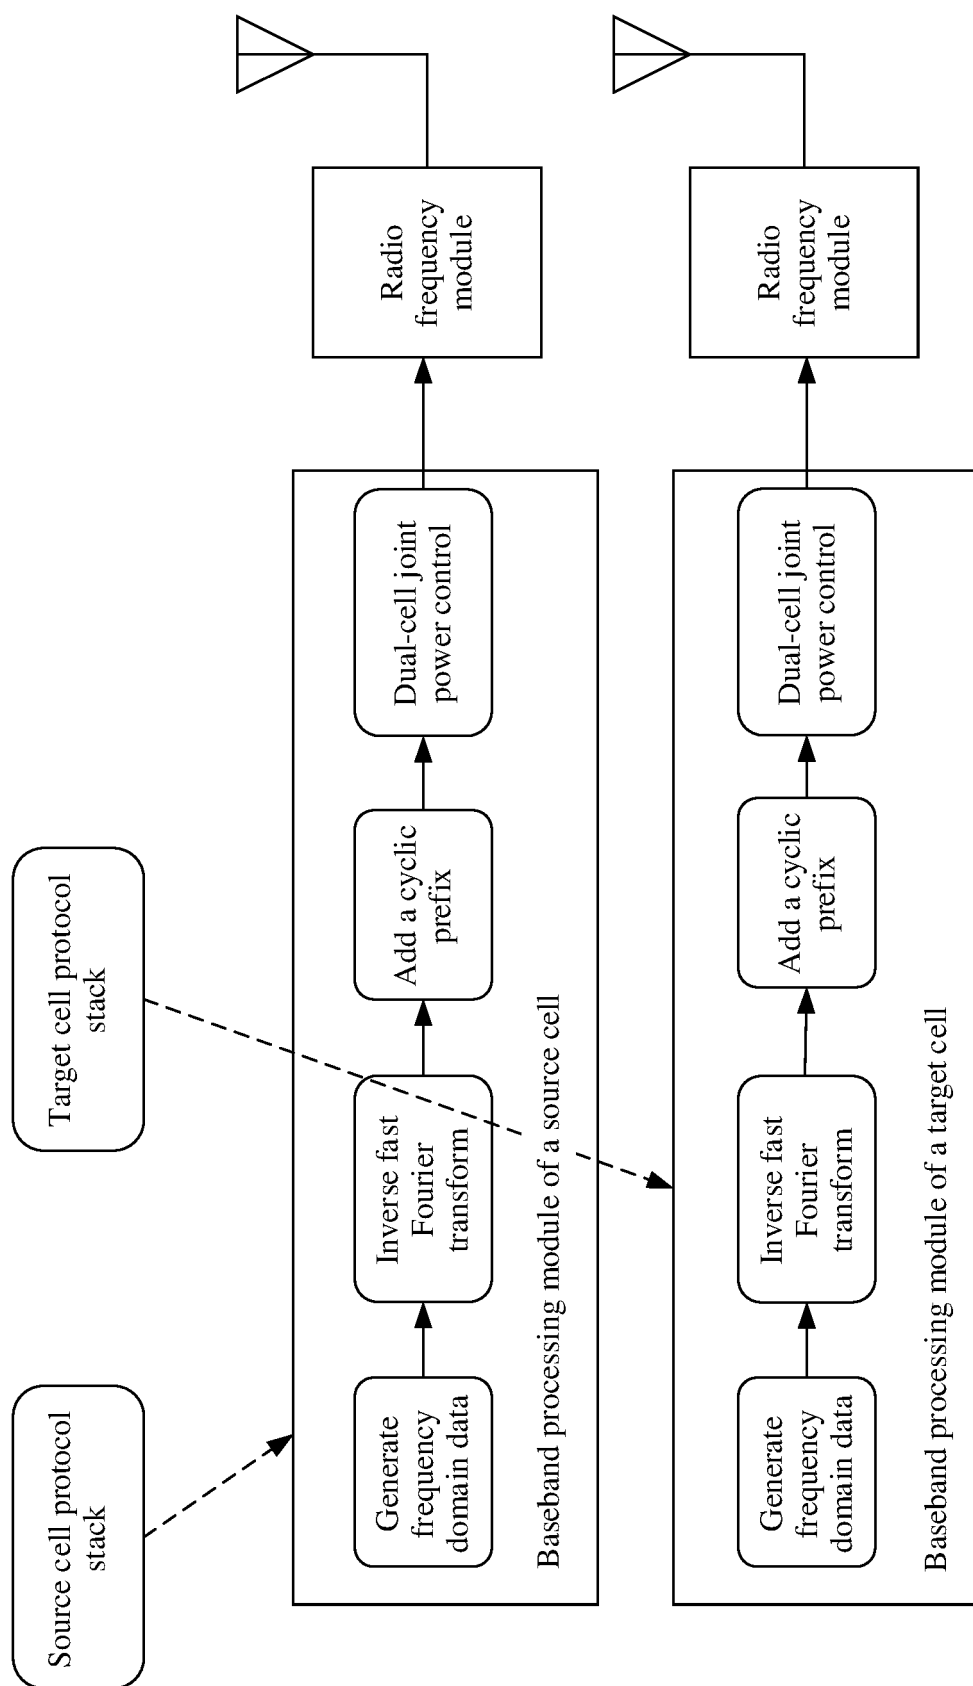 Source cell protocol
stack
Target cell protocol
stack
Generate
frequency
domain data
Inverse fast
Fourier
transform
Add a cyclic
prefix
Dual-cell joint
power control
Radio
frequency
module
Baseband processing module of a source cell
Generate
frequency
domain data
Inverse fast
Fourier
transform
Add a cyclic
prefix
Dual-cell joint
power control
Radio
frequency
module
Baseband processing module of a target cell